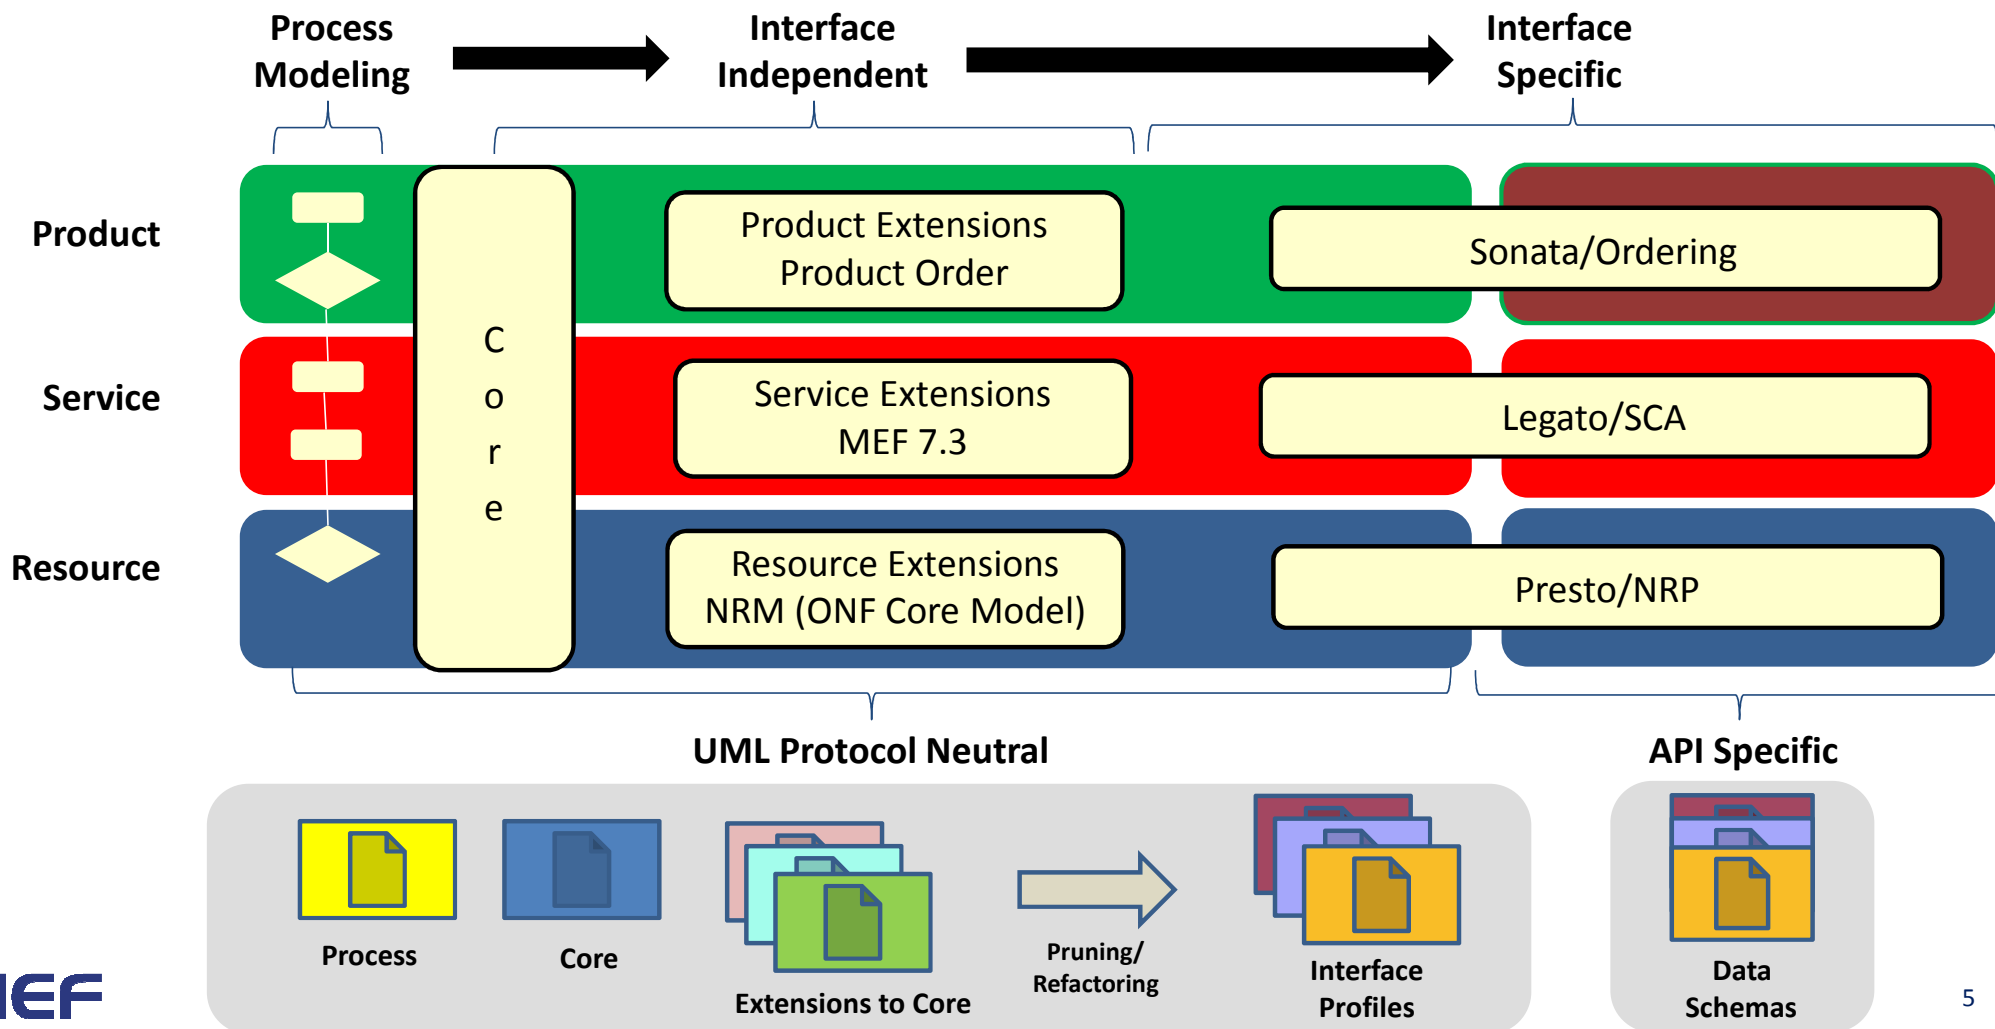 Process
Modeling
Interface
Independent
Interface
Specific
Product
Service
Resource
C
o
r
e
Product Extensions
Product Order
Sonata/Ordering
Service Extensions
MEF 7.3
Legato/SCA
Resource Extensions
NRM (ONF Core Model)
Presto/NRP
UML Protocol Neutral
API Specific
Process
Core
Extensions to Core
Pruning/
Refactoring
Interface
Profiles
Data
Schemas
MEF
5